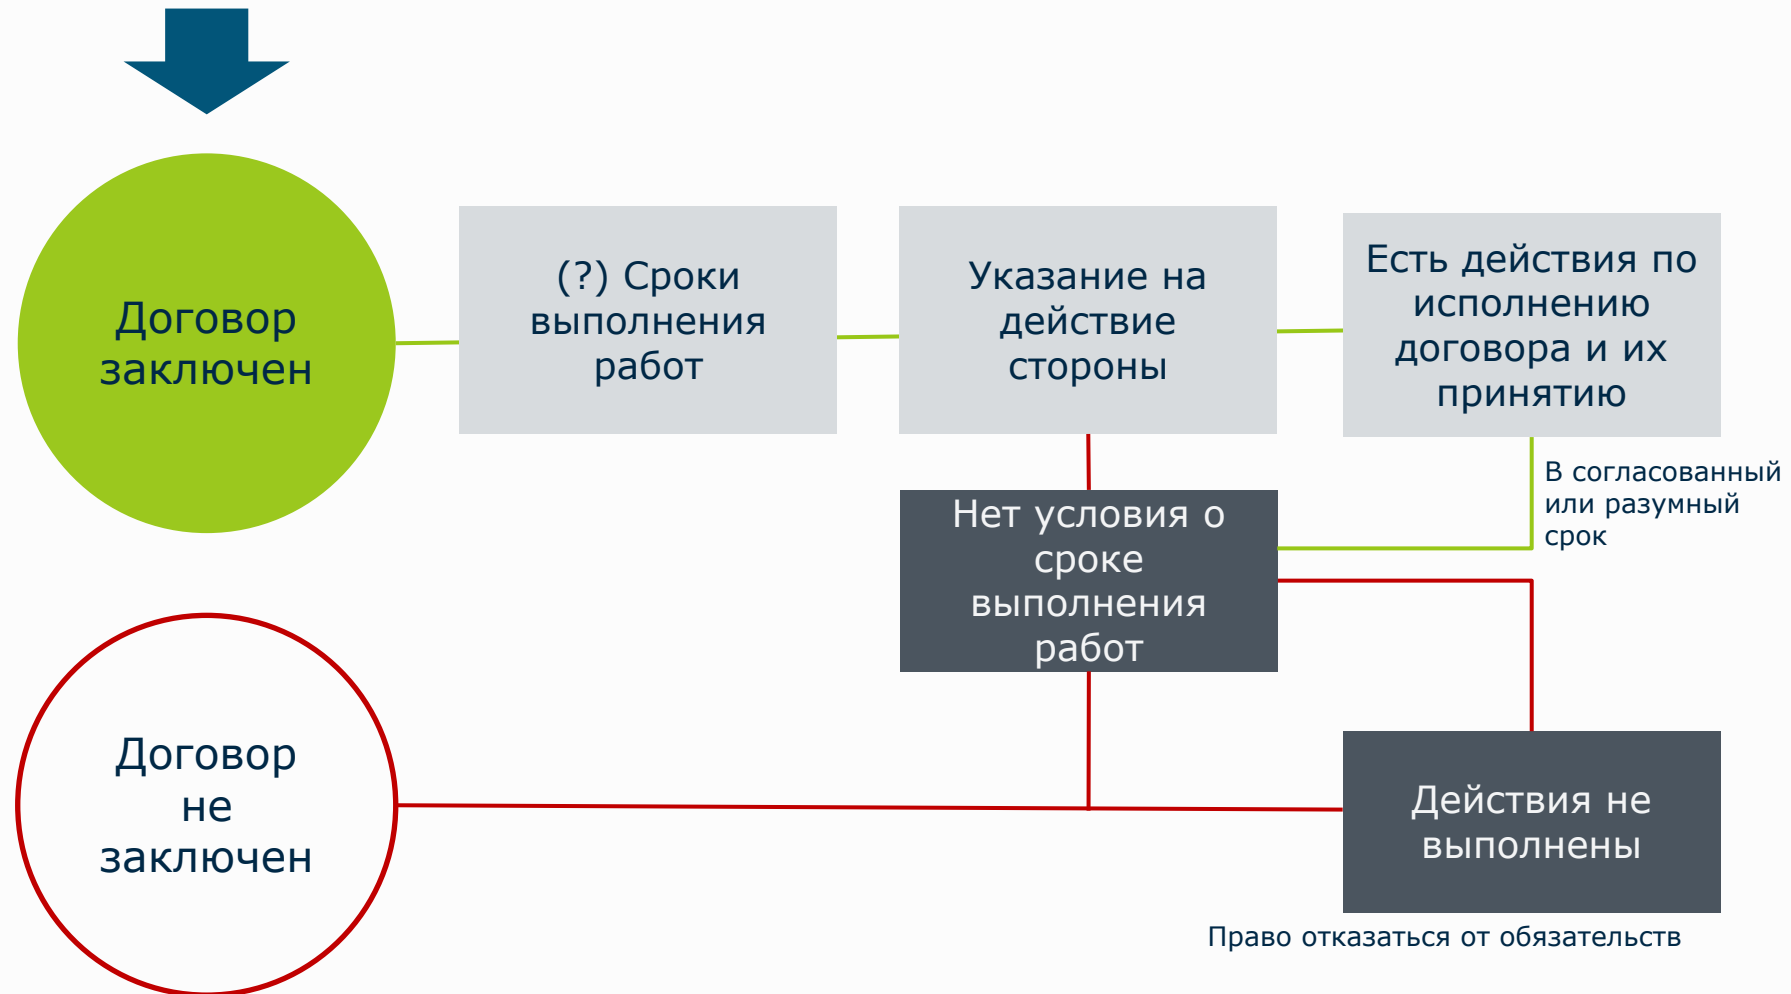 Договор
заключен
(?) Сроки
выполнения
работ
Указание на
действие
стороны
Есть действия по
исполнению
договора и их
принятию
В согласованный
или разумный
срок
Нет условия о
сроке
выполнения
работ
Договор
не
заключен
Действия не
выполнены
Право отказаться от обязательств